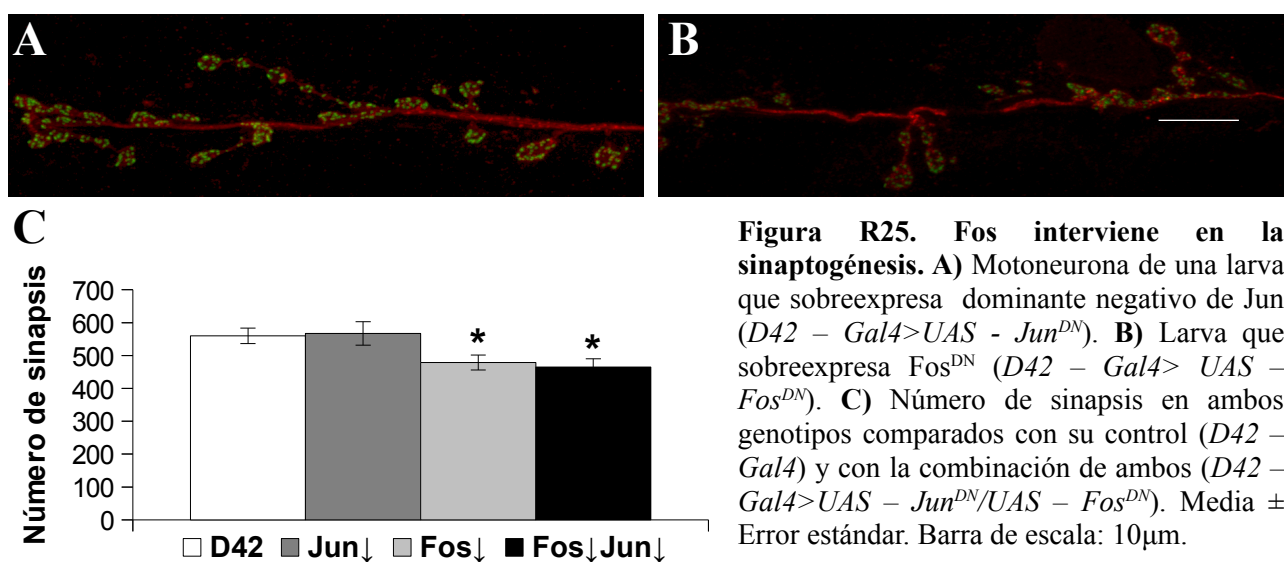 A
B
C
Número de sinapsis
700
600
500
400
300
200
100
0
* *
D42 Jun↓ Fos↓ Fos↓Jun↓
Figura R25. Fos interviene en la
sinaptogénesis. A) Motoneurona de una larva
que sobreexpresa dominante negativo de Jun
(D42 – Gal4>UAS - Jun^DN). B) Larva que
sobreexpresa Fos^DN (D42 – Gal4> UAS –
Fos^DN). C) Número de sinapsis en ambos
genotipos comparados con su control (D42 –
Gal4) y con la combinación de ambos (D42 –
Gal4>UAS – Jun^DN/UAS – Fos^DN). Media ±
Error estándar. Barra de escala: 10μm.